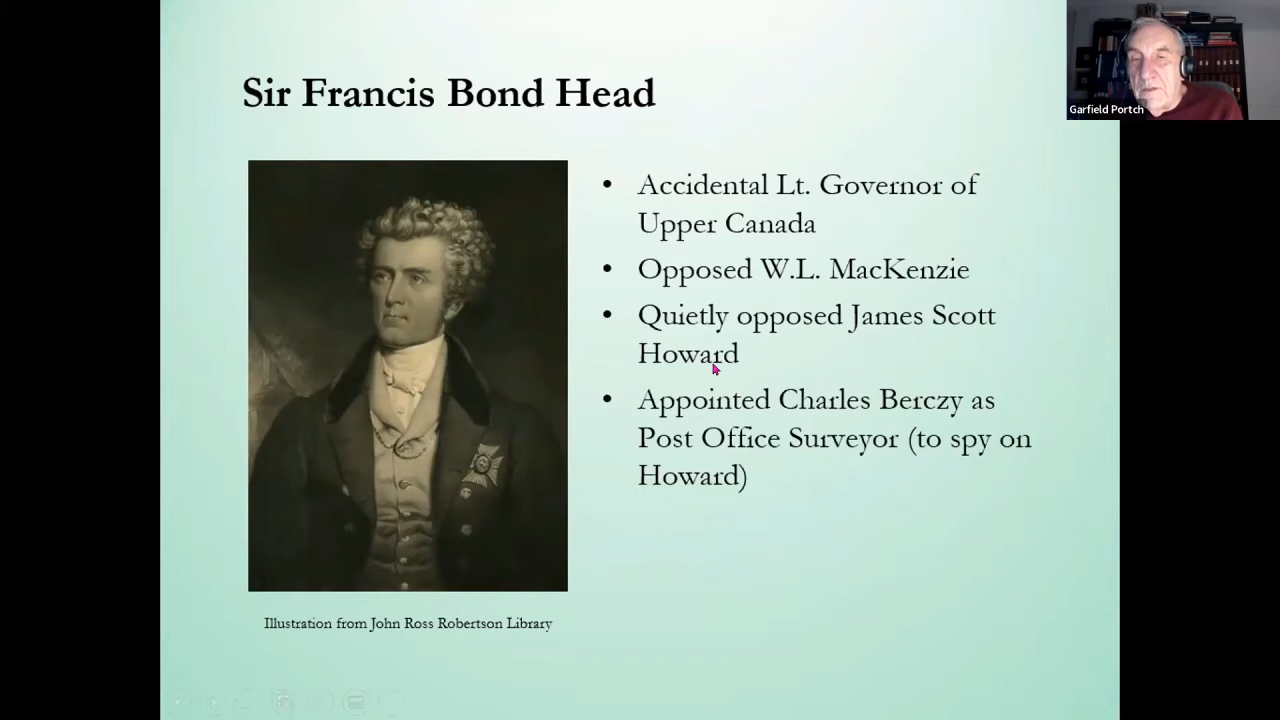 Sir Francis Bond Head
Garfield Portch
• Accidental Lt. Governor of
Upper Canada
• Opposed W.L. MacKenzie
• Quietly opposed James Scott
Howard
• Appointed Charles Berczy as
Post Office Surveyor (to spy on
Howard)
Illustration from John Ross Robertson Library